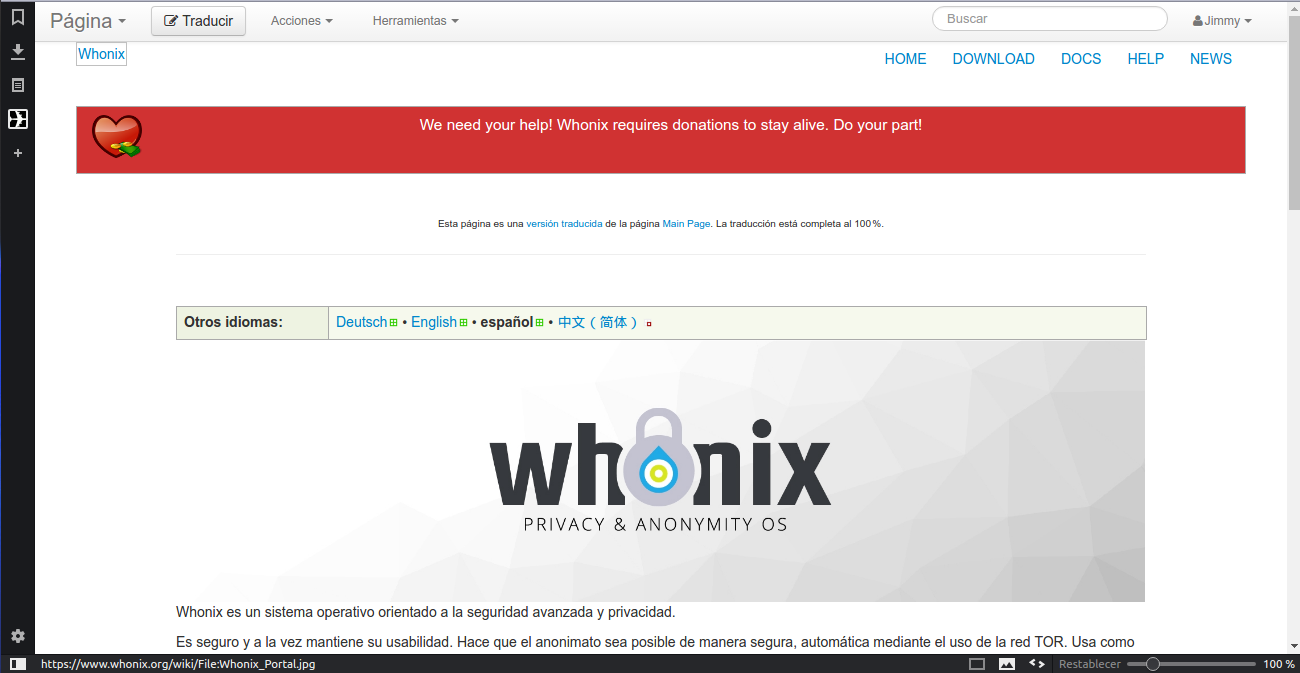 Página Traducir Acciones Herramientas Buscar Jimmy
Whonix
HOME DOWNLOAD DOCS HELP NEWS
We need your help! Whonix requires donations to stay alive. Do your part!
Esta página es una versión traducida de la página Main Page. La traducción está completa al 100 %.
Otros idiomas: Deutsch • English • español • 中文（简体）
whonix
PRIVACY & ANONYMITY OS
Whonix es un sistema operativo orientado a la seguridad avanzada y privacidad.
Es seguro y a la vez mantiene su usabilidad. Hace que el anonimato sea posible de manera segura, automática mediante el uso de la red TOR. Usa como
https://www.whonix.org/wiki/File:Whonix_Portal.jpg Restablecer 100 %